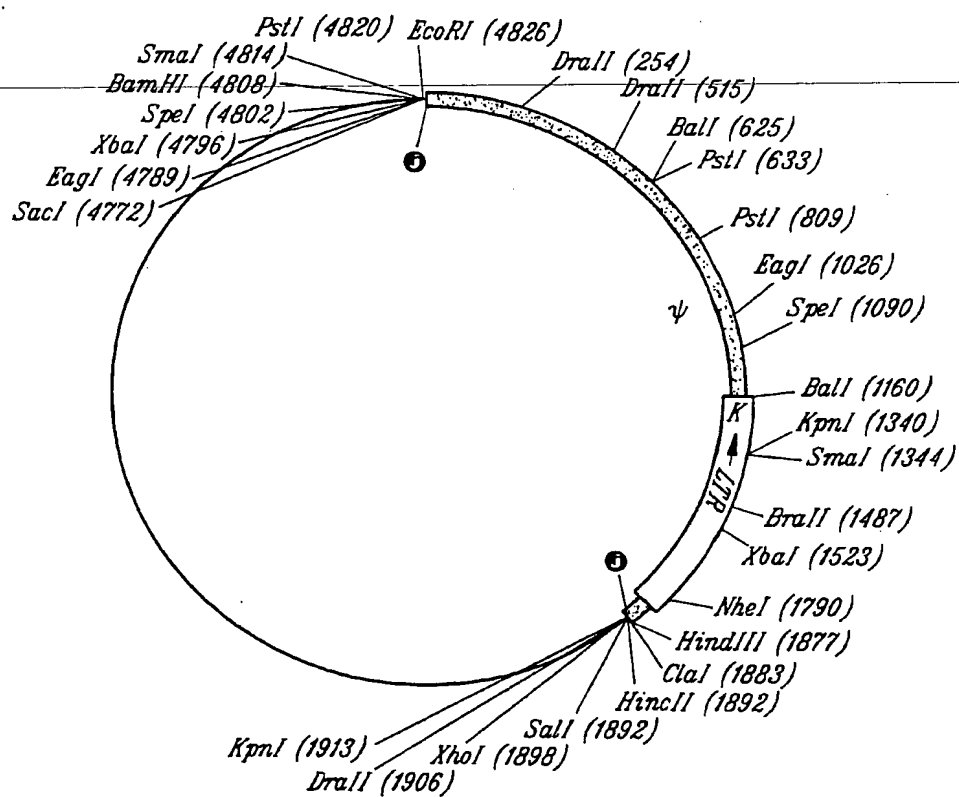 PstI (4820) EcoRI (4826)
SmaI (4814)
BamHI (4808)
SpeI (4802)
XbaI (4796)
EagI (4789)
SacI (4772)
DraII (254)
DraII (515)
BalI (625)
PstI (633)
PstI (809)
EagI (1026)
SpeI (1090)
ψ
BalI (1160)
K
KpnI (1340)
SmaI (1344)
LTR
DraII (1487)
XbaI (1523)
NheI (1790)
HindIII (1877)
ClaI (1883)
HincII (1892)
SalI (1892)
XhoI (1898)
DraII (1906)
KpnI (1913)
J
J